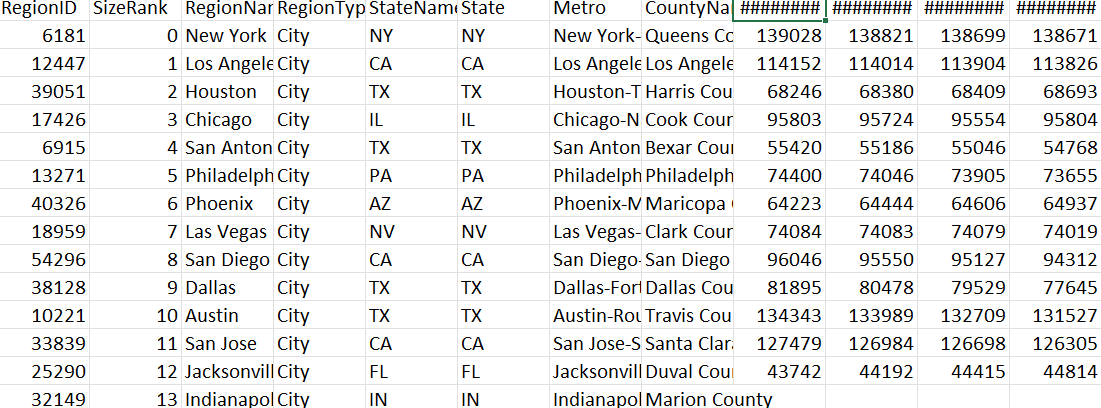 RegionID SizeRank RegionNar RegionTyp StateName State Metro CountyNa ######## ######## ######## ########
6181 0 New York City NY NY New York- Queens Co 139028 138821 138699 138671
12447 1 Los Angele City CA CA Los Angele Los Angele 114152 114014 113904 113826
39051 2 Houston City TX TX Houston-T Harris Cou 68246 68380 68409 68693
17426 3 Chicago City IL IL Chicago-N Cook Cour 95803 95724 95554 95804
6915 4 San Anton City TX TX San Anton Bexar Cour 55420 55186 55046 54768
13271 5 Philadelph City PA PA Philadelph Philadelph 74400 74046 73905 73655
40326 6 Phoenix City AZ AZ Phoenix-M Maricopa 64223 64444 64606 64937
18959 7 Las Vegas City NV NV Las Vegas- Clark Cour 74084 74083 74079 74019
54296 8 San Diego City CA CA San Diego- San Diego 96046 95550 95127 94312
38128 9 Dallas City TX TX Dallas-Fort Dallas Cou 81895 80478 79529 77645
10221 10 Austin City TX TX Austin-Rou Travis Cou 134343 133989 132709 131527
33839 11 San Jose City CA CA San Jose-S Santa Clar 127479 126984 126698 126305
25290 12 Jacksonvill City FL FL Jacksonvill Duval Cour 43742 44192 44415 44814
32149 13 Indianapol City IN IN Indianapol Marion County